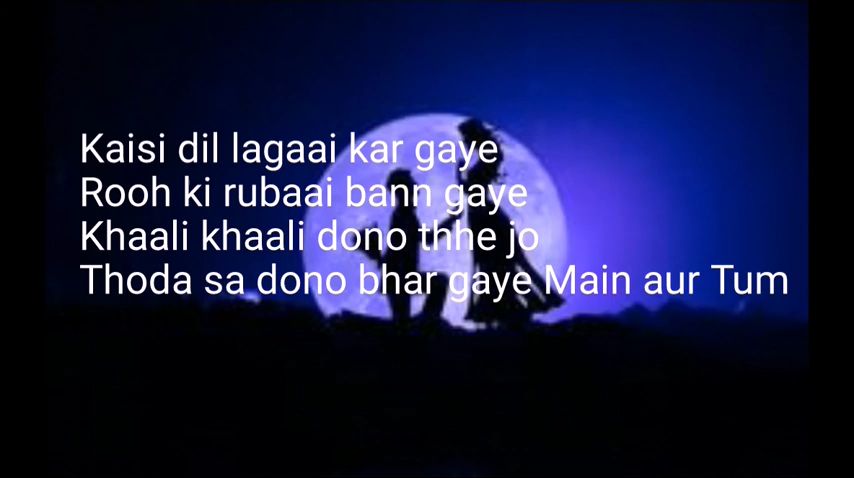 Kaisi dil lagaai kar gaye
Rooh ki rubaai bann gaye
Khaali khaali dono thhe jo
Thoda sa dono bhar gaye Main aur Tum